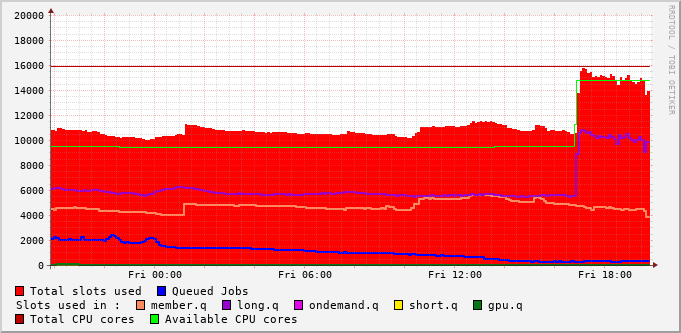 20000
18000
16000
14000
12000
10000
8000
6000
4000
2000
0
Fri 00:00 Fri 06:00 Fri 12:00 Fri 18:00
Total slots used Queued Jobs
Slots used in : member.q long.q ondemand.q short.q gpu.q
Total CPU cores Available CPU cores
RRDTOOL / TOBI OETIKER